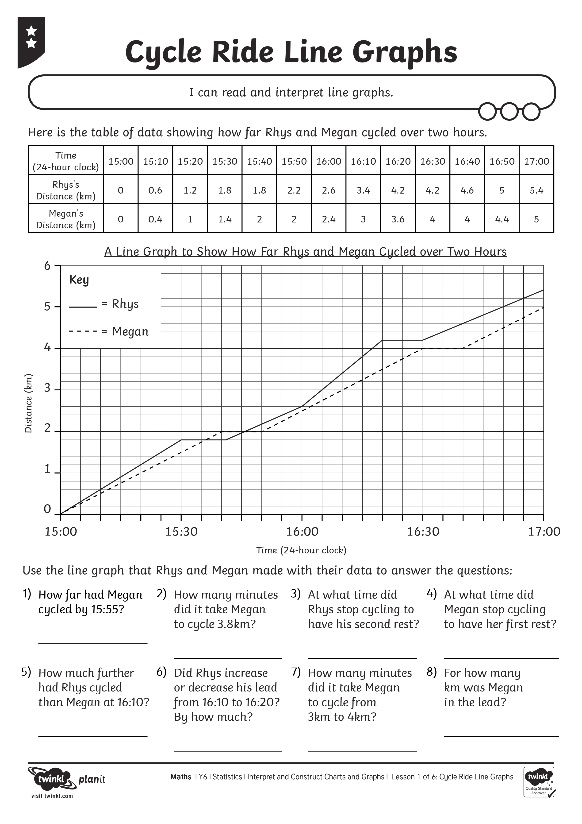 Cycle Ride Line Graphs
I can read and interpret line graphs.
Here is the table of data showing how far Rhys and Megan cycled over two hours.
Time (24-hour clock) 15:00 15:10 15:20 15:30 15:40 15:50 16:00 16:10 16:20 16:30 16:40 16:50 17:00
Rhys's Distance (km) 0 0.6 1.2 1.8 1.8 2.2 2.6 3.4 4.2 4.2 4.6 5 5.4
Megan's Distance (km) 0 0.4 1 1.4 2 2 2.4 3 3.6 4 4 4.4 5
A Line Graph to Show How Far Rhys and Megan Cycled over Two Hours
Key
= Rhys
= Megan
6
5
4
3
2
1
0
Distance (km)
15:00 15:30 16:00 16:30 17:00
Time (24-hour clock)
Use the line graph that Rhys and Megan made with their data to answer the questions:
1) How far had Megan
cycled by 15:55?
2) How many minutes
did it take Megan
to cycle 3.8km?
3) At what time did
Rhys stop cycling to
have his second rest?
4) At what time did
Megan stop cycling
to have her first rest?
5) How much further
had Rhys cycled
than Megan at 16:10?
6) Did Rhys increase
or decrease his lead
from 16:10 to 16:20?
By how much?
7) How many minutes
did it take Megan
to cycle from
3km to 4km?
8) For how many
km was Megan
in the lead?
twinkl planit
visit twinkl.com
Maths | Y6 | Statistics | Interpret and Construct Charts and Graphs | Lesson 1 of 6: Cycle Ride Line Graphs
twinkl
Quality Standard
Approved